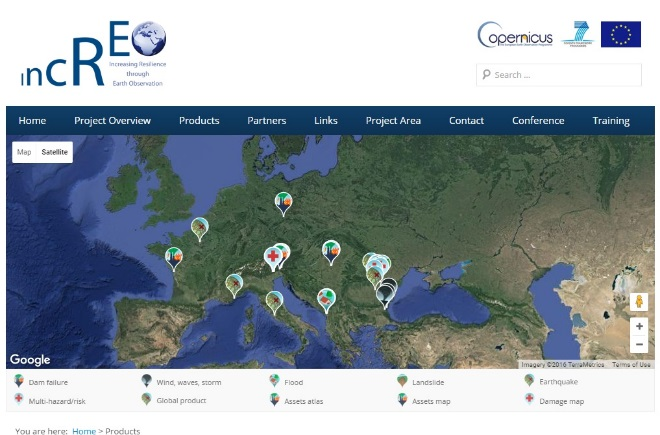 incREO
Increasing Resilience
through
Earth Observation
Copernicus
Search ...
Home Project Overview Products Partners Links Project Area Contact Conference Training
Map Satellite
Google
Imagery ©2016 TerraMetrics Terms of Use
Dam failure Wind, waves, storm Flood Landslide Earthquake
Multi-hazard/risk Global product Assets atlas Assets map Damage map
You are here: Home > Products